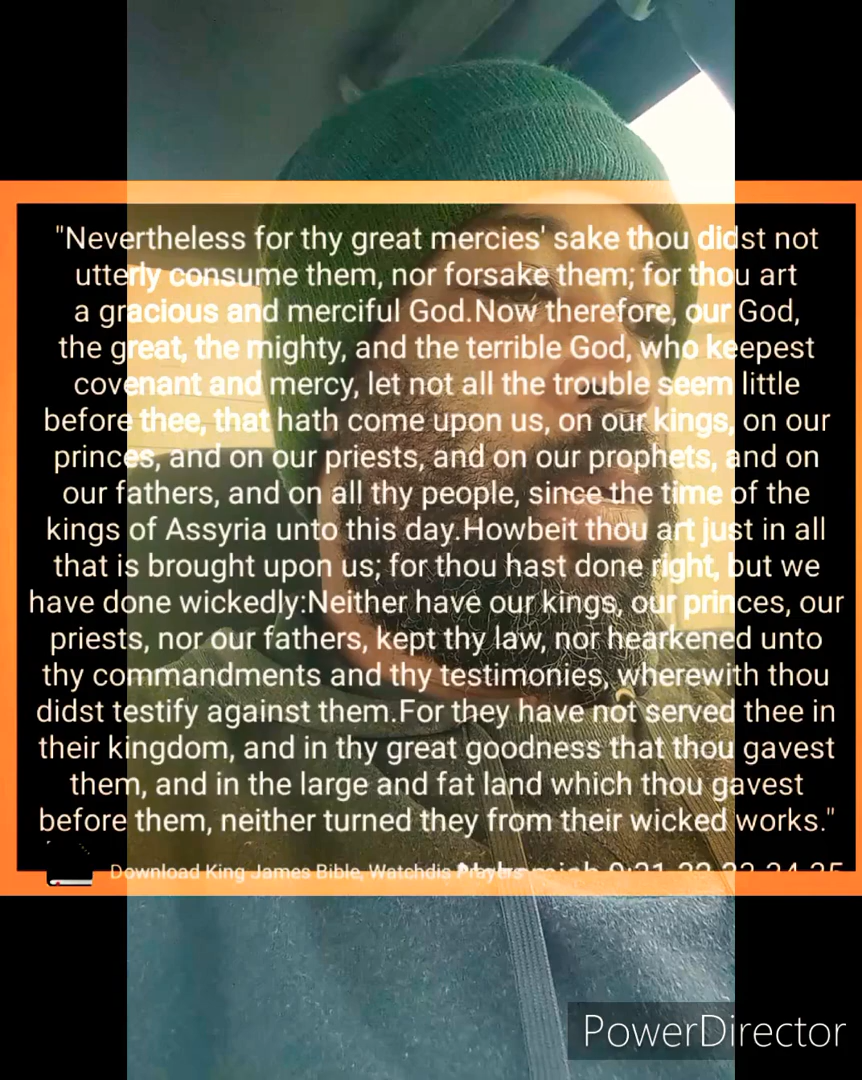 "Nevertheless for thy great mercies' sake thou didst not
utterly consume them, nor forsake them; for thou art
a gracious and merciful God.Now therefore, our God,
the great, the mighty, and the terrible God, who keepest
covenant and mercy, let not all the trouble seem little
before thee, that hath come upon us, on our kings, on our
princes, and on our priests, and on our prophets, and on
our fathers, and on all thy people, since the time of the
kings of Assyria unto this day.Howbeit thou art just in all
that is brought upon us; for thou hast done right, but we
have done wickedly:Neither have our kings, our princes, our
priests, nor our fathers, kept thy law, nor hearkened unto
thy commandments and thy testimonies, wherewith thou
didst testify against them.For they have not served thee in
their kingdom, and in thy great goodness that thou gavest
them, and in the large and fat land which thou gavest
before them, neither turned they from their wicked works."
Download King James Bible, Watchdis Prayers
PowerDirector